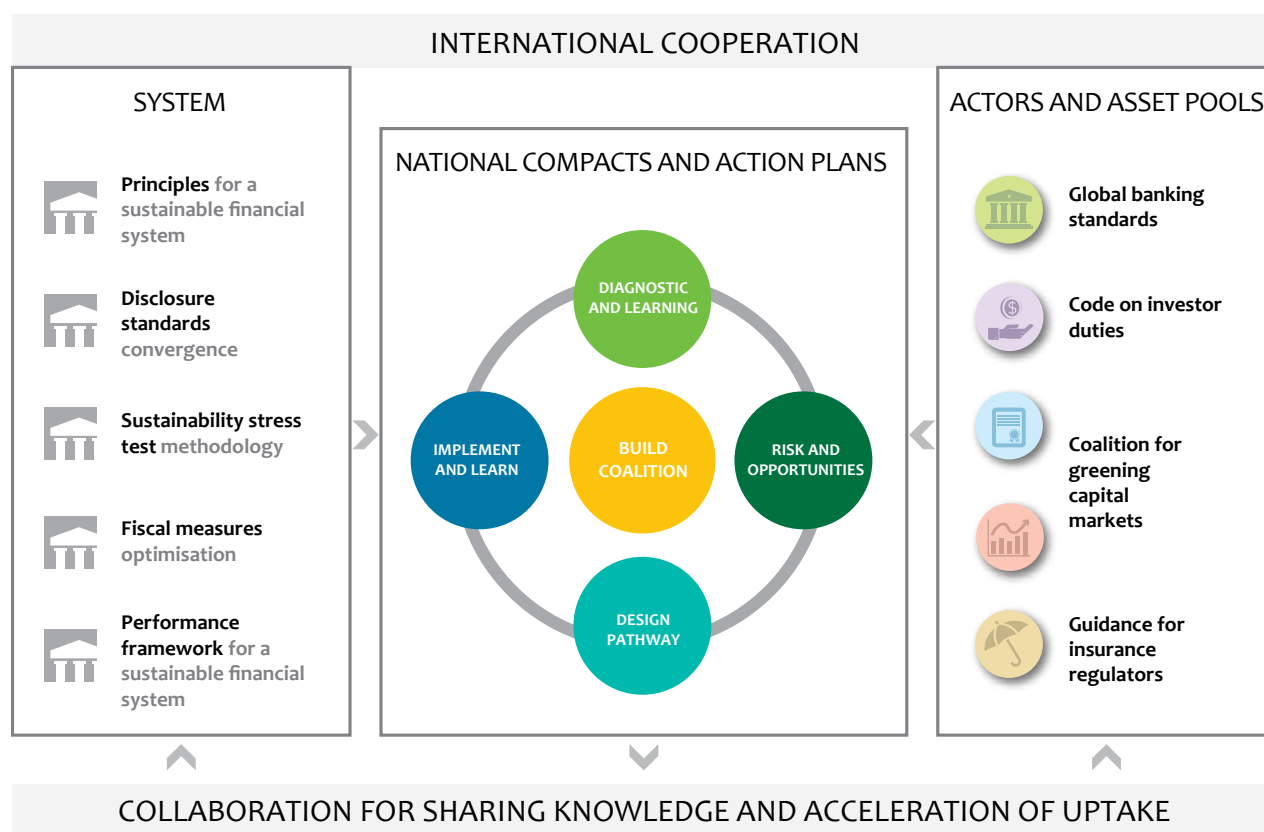 INTERNATIONAL COOPERATION
SYSTEM
Principles for a
sustainable financial
system
Disclosure
standards
convergence
Sustainability stress
test methodology
Fiscal measures
optimisation
Performance
framework for a
sustainable financial
system
NATIONAL COMPACTS AND ACTION PLANS
DIAGNOSTIC
AND LEARNING
IMPLEMENT
AND LEARN
BUILD
COALITION
RISK AND
OPPORTUNITIES
DESIGN
PATHWAY
ACTORS AND ASSET POOLS
Global banking
standards
$
Code on investor
duties
Coalition for
greening
capital
markets
Guidance for
insurance
regulators
COLLABORATION FOR SHARING KNOWLEDGE AND ACCELERATION OF UPTAKE